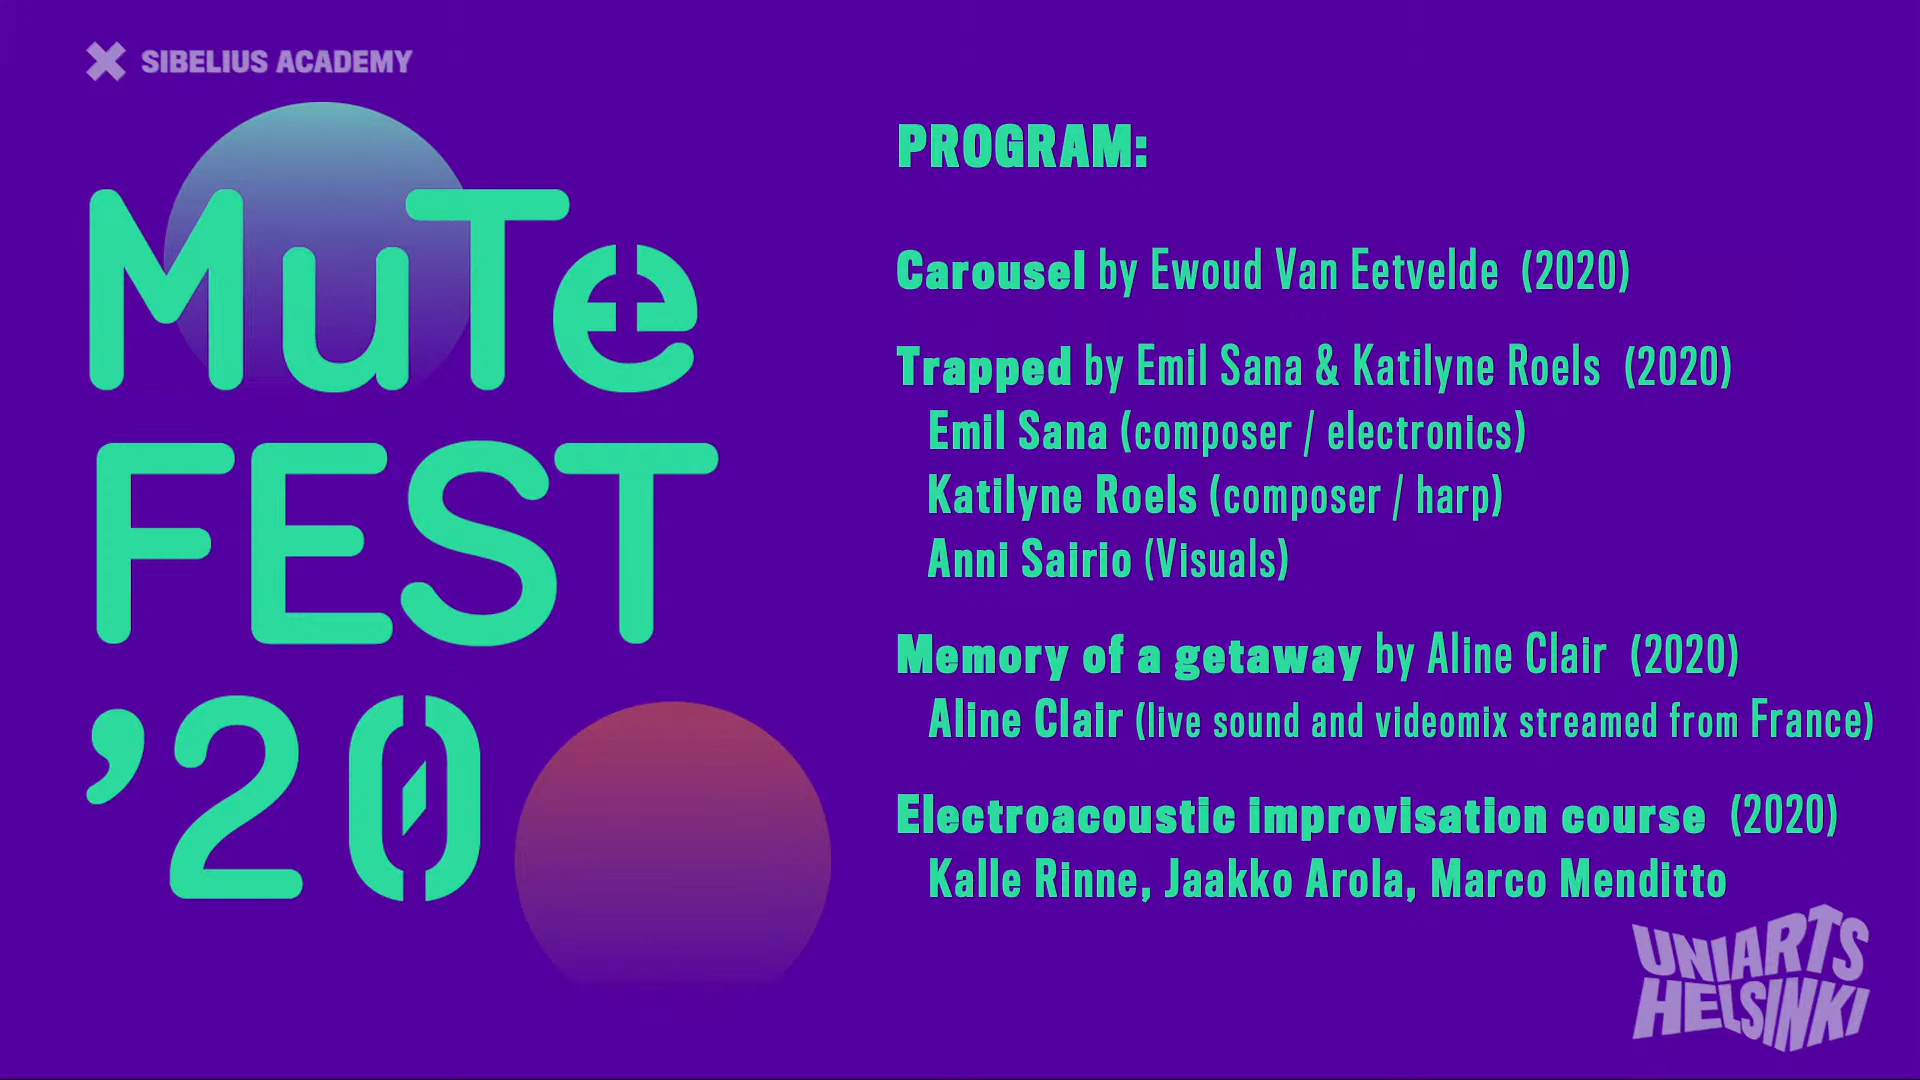 SIBELIUS ACADEMY
MuTe
FEST
’20
PROGRAM:
Carousel by Ewoud Van Eetvelde (2020)
Trapped by Emil Sana & Katilyne Roels (2020)
Emil Sana (composer / electronics)
Katilyne Roels (composer / harp)
Anni Sairio (Visuals)
Memory of a getaway by Aline Clair (2020)
Aline Clair (live sound and videomix streamed from France)
Electroacoustic improvisation course (2020)
Kalle Rinne, Jaakko Arola, Marco Menditto
UNIARTS
HELSINKI